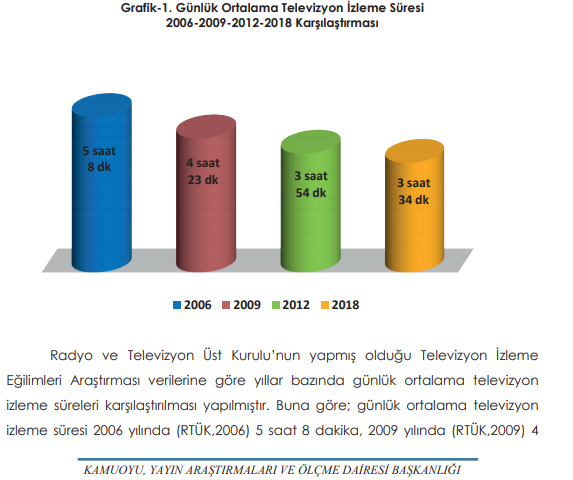 Grafik-1. Günlük Ortalama Televizyon İzleme Süresi
2006-2009-2012-2018 Karşılaştırması
5 saat
8 dk
4 saat
23 dk
3 saat
54 dk
3 saat
34 dk
2006 2009 2012 2018
Radyo ve Televizyon Üst Kurulu’nun yapmış olduğu Televizyon İzleme
Eğilimleri Araştırması verilerine göre yıllar bazında günlük ortalama televizyon
izleme süreleri karşılaştırılması yapılmıştır. Buna göre; günlük ortalama televizyon
izleme süresi 2006 yılında (RTÜK,2006) 5 saat 8 dakika, 2009 yılında (RTÜK,2009) 4
KAMUOYU, YAYIN ARAŞTIRMALARI VE ÖLÇME DAİRESİ BAŞKANLIĞI